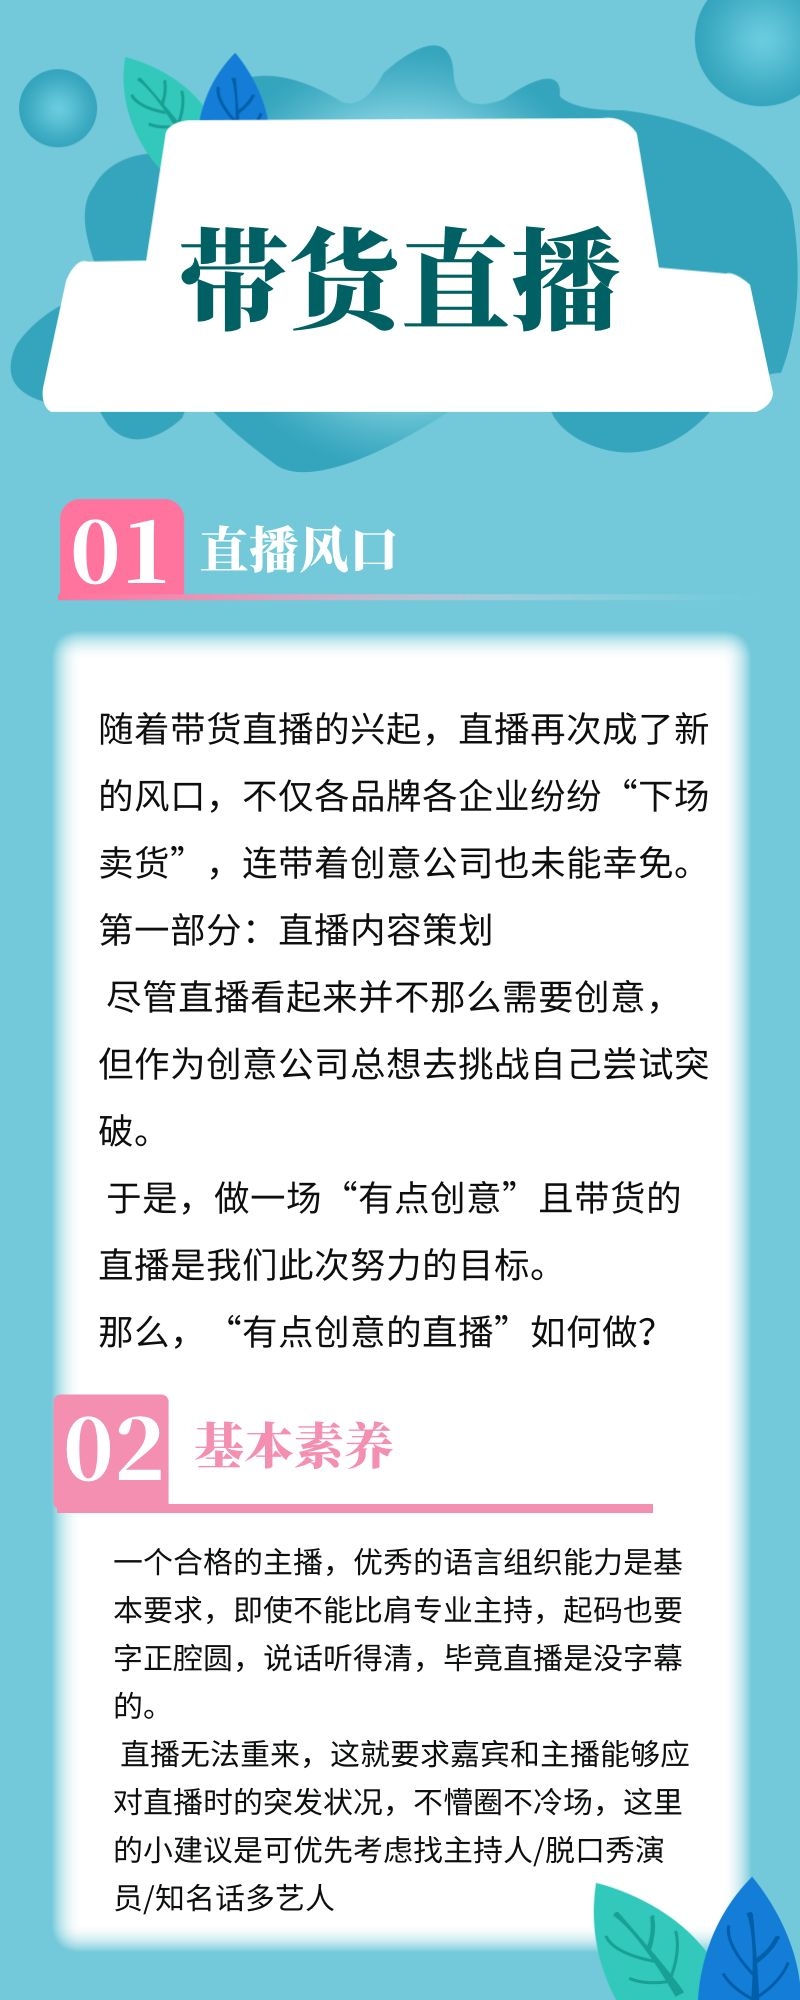 带货直播
01 直播风口
随着带货直播的兴起，直播再次成了新
的风口，不仅各品牌各企业纷纷“下场
卖货”，连带着创意公司也未能幸免。
第一部分：直播内容策划
尽管直播看起来并不那么需要创意，
但作为创意公司总想去挑战自己尝试突
破。
于是，做一场“有点创意”且带货的
直播是我们此次努力的目标。
那么，“有点创意的直播”如何做？
02 基本素养
一个合格的主播，优秀的语言组织能力是基
本要求，即使不能比肩专业主持，起码也要
字正腔圆，说话听得清，毕竟直播是没字幕
的。
直播无法重来，这就要求嘉宾和主播能够应
对直播时的突发状况，不懵圈不冷场，这里
的小建议是可优先考虑找主持人/脱口秀演
员/知名话多艺人